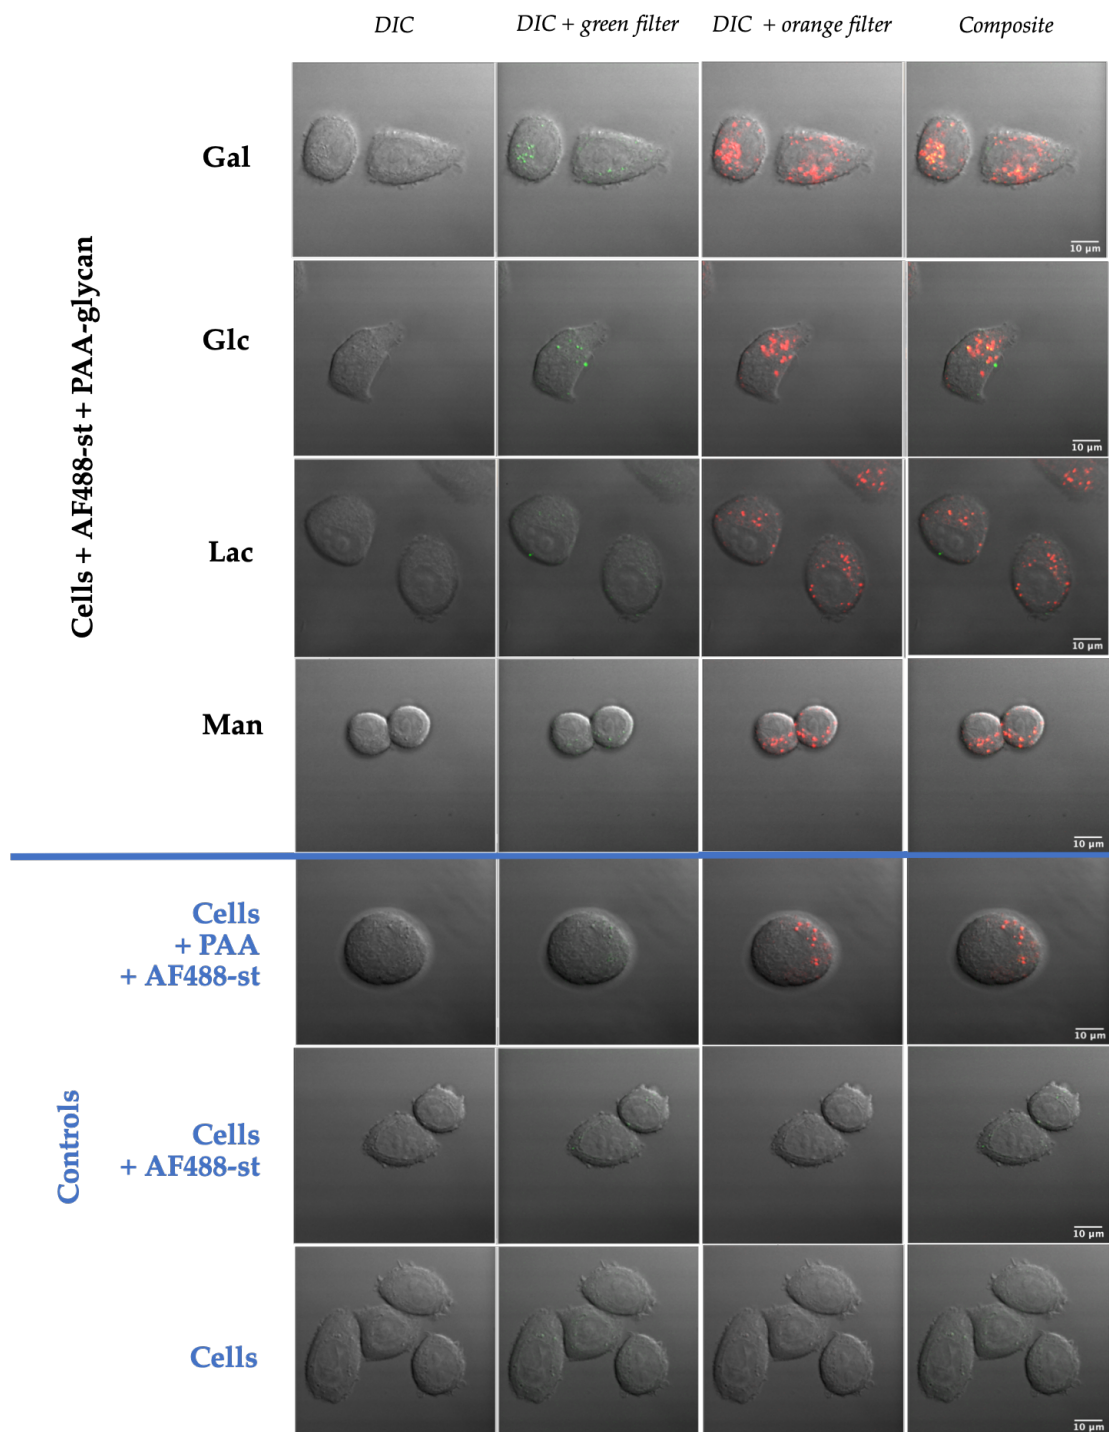 DIC
DIC + green filter
DIC + orange filter
Composite
Cells + AF488-st + PAA-glycan
Gal
10 µm
Glc
10 µm
Lac
10 µm
Man
10 µm
Controls
Cells
+ PAA
+ AF488-st
10 µm
Cells
+ AF488-st
10 µm
Cells
10 µm